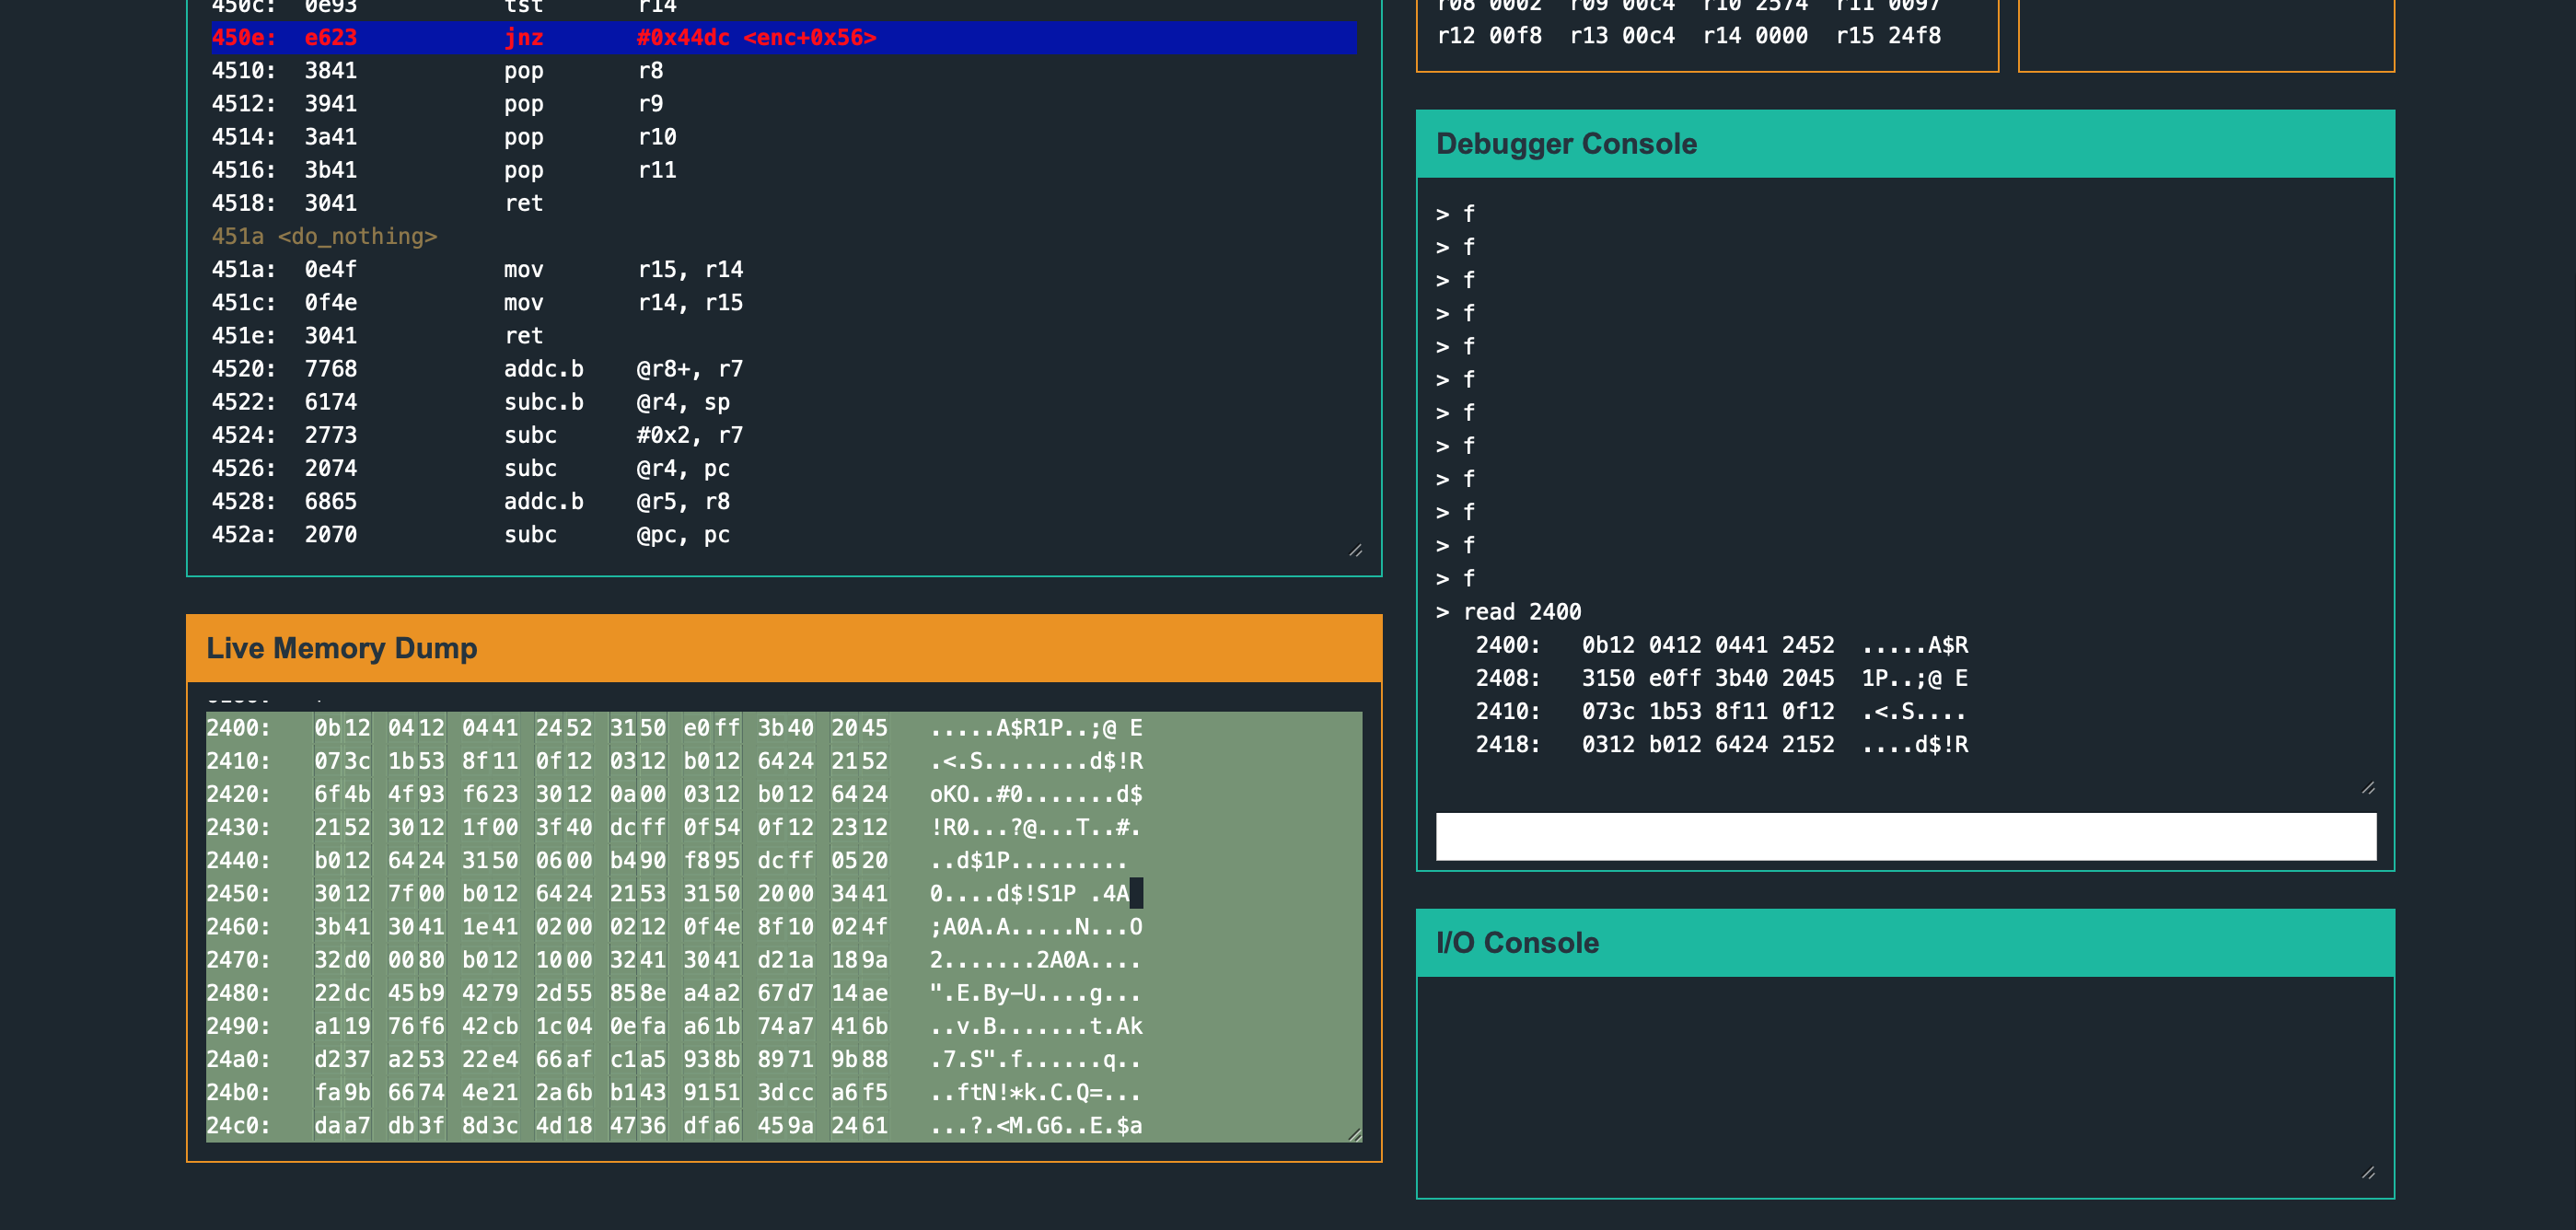 450c: 0e93 tst r14
450e: e623 jnz #0x44dc <enc+0x56>
4510: 3841 pop r8
4512: 3941 pop r9
4514: 3a41 pop r10
4516: 3b41 pop r11
4518: 3041 ret
451a <do_nothing>
451a: 0e4f mov r15, r14
451c: 0f4e mov r14, r15
451e: 3041 ret
4520: 7768 addc.b @r8+, r7
4522: 6174 subc.b @r4, sp
4524: 2773 subc #0x2, r7
4526: 2074 subc @r4, pc
4528: 6865 addc.b @r5, r8
452a: 2070 subc @pc, pc
Live Memory Dump
2400: 0b12 0412 0441 2452 3150 e0ff 3b40 2045 .....A$R1P..;@ E
2410: 073c 1b53 8f11 0f12 0312 b012 6424 2152 .<.S........d$!R
2420: 6f4b 4f93 f623 3012 0a00 0312 b012 6424 oKO..#0.......d$
2430: 2152 3012 1f00 3f40 dcff 0f54 0f12 2312 !R0...?@...T..#.
2440: b012 6424 3150 0600 b490 f895 dcff 0520 ..d$1P.........
2450: 3012 7f00 b012 6424 2153 3150 2000 3441 0....d$!S1P .4A
2460: 3b41 3041 1e41 0200 0212 0f4e 8f10 024f ;A0A.A.....N...O
2470: 32d0 0080 b012 1000 3241 3041 d21a 189a 2.......2A0A....
2480: 22dc 45b9 4279 2d55 858e a4a2 67d7 14ae ".E.By-U....g...
2490: a119 76f6 42cb 1c04 0efa a61b 74a7 416b ..v.B.......t.Ak
24a0: d237 a253 22e4 66af c1a5 938b 8971 9b88 .7.S".f......q..
24b0: fa9b 6674 4e21 2a6b b143 9151 3dcc a6f5 ..ftN!*k.C.Q=...
24c0: daa7 db3f 8d3c 4d18 4736 dfa6 459a 2461 ...?.<M.G6..E.$a
r08 0002 r09 00c4 r10 2574 r11 0097
r12 00f8 r13 00c4 r14 0000 r15 24f8
Debugger Console
> f
> f
> f
> f
> f
> f
> f
> f
> f
> f
> f
> f
> read 2400
2400: 0b12 0412 0441 2452 .....A$R
2408: 3150 e0ff 3b40 2045 1P..;@ E
2410: 073c 1b53 8f11 0f12 .<.S....
2418: 0312 b012 6424 2152 ....d$!R
I/O Console